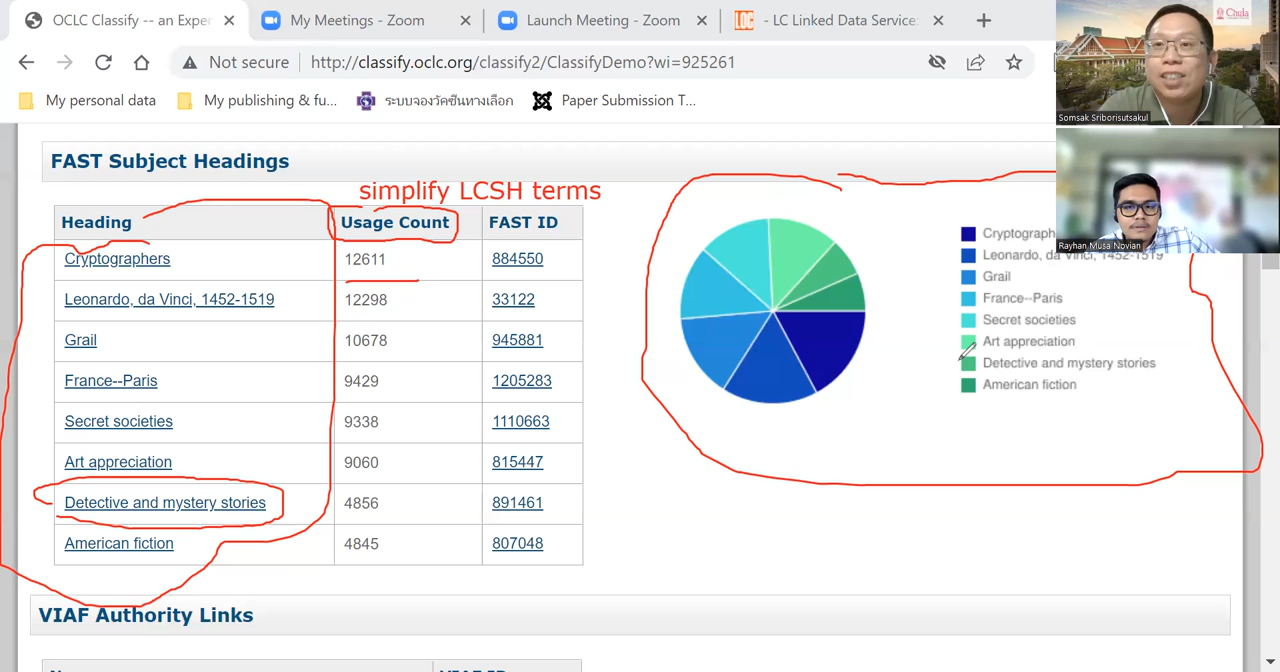 OCLC Classify -- an Exper
My Meetings - Zoom
Launch Meeting - Zoom
LOC - LC Linked Data Service:
Chula
Not secure
http://classify.oclc.org/classify2/ClassifyDemo?wi=925261
My personal data
My publishing & fu...
ระบบจองวัคซีนทางเลือก
Paper Submission T...
Somsak Sriborisutsakul
Rayhan Musa Novian
FAST Subject Headings
simplify LCSH terms
Heading Usage Count FAST ID
Cryptographers 12611 884550
Leonardo, da Vinci, 1452-1519 12298 33122
Grail 10678 945881
France--Paris 9429 1205283
Secret societies 9338 1110663
Art appreciation 9060 815447
Detective and mystery stories 4856 891461
American fiction 4845 807048
Cryptograph
Leonardo, da Vinci, 1452-1519
Grail
France--Paris
Secret societies
Art appreciation
Detective and mystery stories
American fiction
VIAF Authority Links